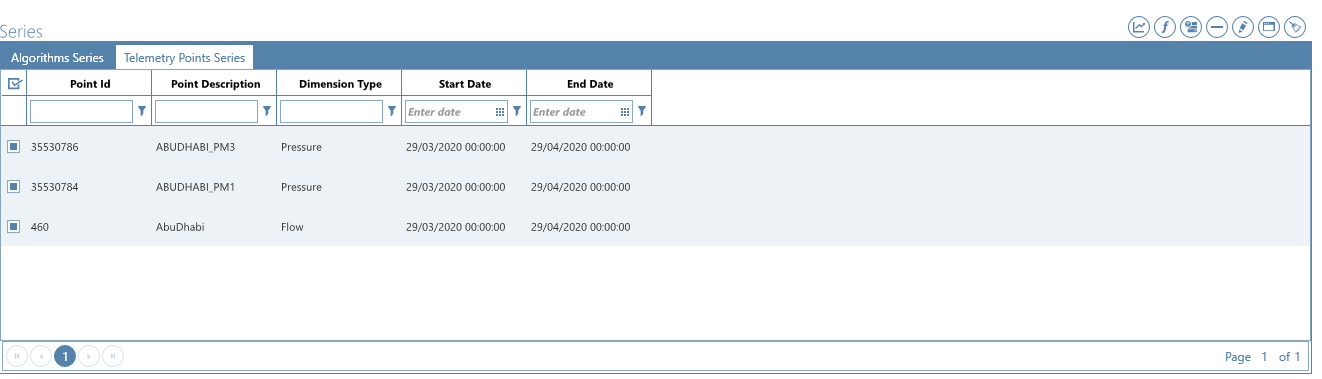 Series
Algorithms Series Telemetry Points Series
Point Id Point Description Dimension Type Start Date End Date
Enter date Enter date
35530786 ABUDHABI_PM3 Pressure 29/03/2020 00:00:00 29/04/2020 00:00:00
35530784 ABUDHABI_PM1 Pressure 29/03/2020 00:00:00 29/04/2020 00:00:00
460 AbuDhabi Flow 29/03/2020 00:00:00 29/04/2020 00:00:00
1 Page 1 of 1